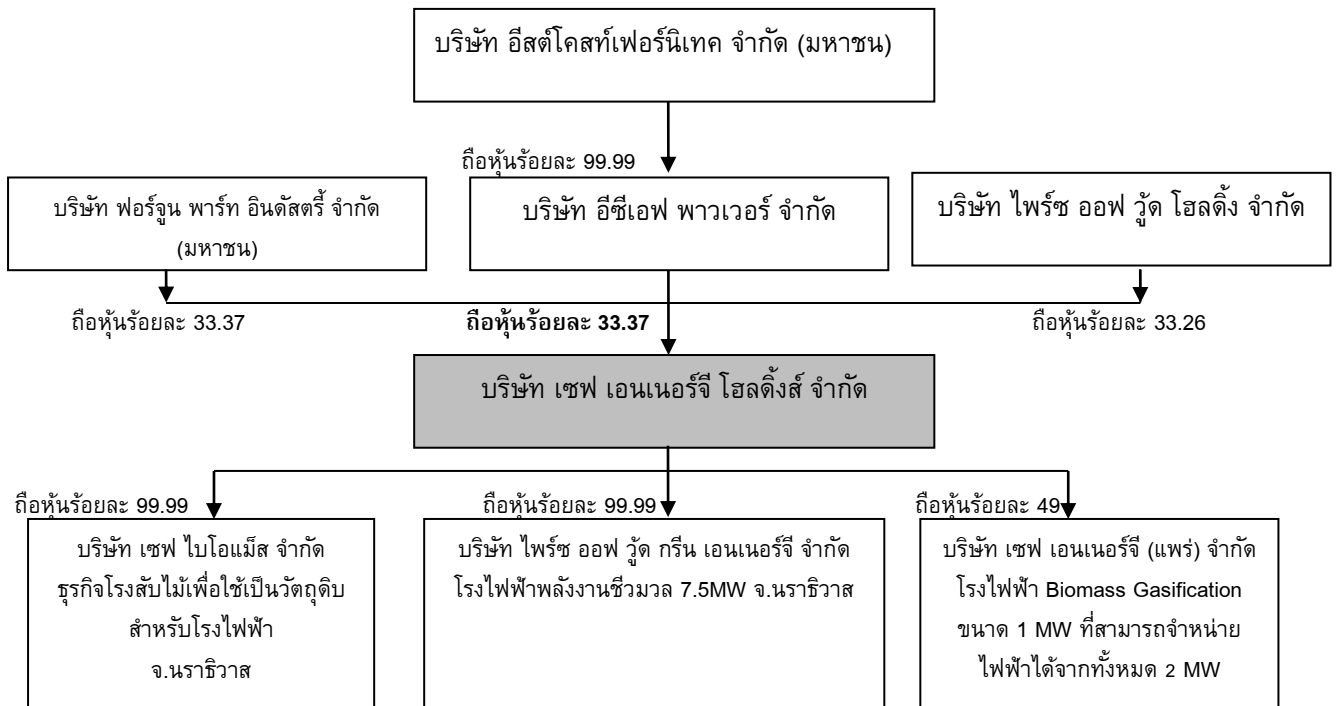 บริษัท อีสต์โคสท์เฟอร์นิเทค จำกัด (มหาชน)
ถือหุ้นร้อยละ 99.99
บริษัท ฟอร์จูน พาร์ท อินดัสตรี้ จำกัด
(มหาชน)
บริษัท อีซีเอฟ พาวเวอร์ จำกัด
บริษัท ไพร์ซ ออฟ วู้ด โฮลดิ้ง จำกัด
ถือหุ้นร้อยละ 33.37
ถือหุ้นร้อยละ 33.37
ถือหุ้นร้อยละ 33.26
บริษัท เซฟ เอนเนอร์จี โฮลดิ้งส์ จำกัด
ถือหุ้นร้อยละ 99.99
ถือหุ้นร้อยละ 99.99
ถือหุ้นร้อยละ 49
บริษัท เซฟ ไบโอแม็ส จำกัด
ธุรกิจโรงสับไม้เพื่อใช้เป็นวัตถุดิบ
สำหรับโรงไฟฟ้า
จ.นราธิวาส
บริษัท ไพร์ซ ออฟ วู้ด กรีน เอนเนอร์จี จำกัด
โรงไฟฟ้าพลังงานชีวมวล 7.5MW จ.นราธิวาส
บริษัท เซฟ เอนเนอร์จี (แพร่) จำกัด
โรงไฟฟ้า Biomass Gasification
ขนาด 1 MW ที่สามารถจำหน่าย
ไฟฟ้าได้จากทั้งหมด 2 MW